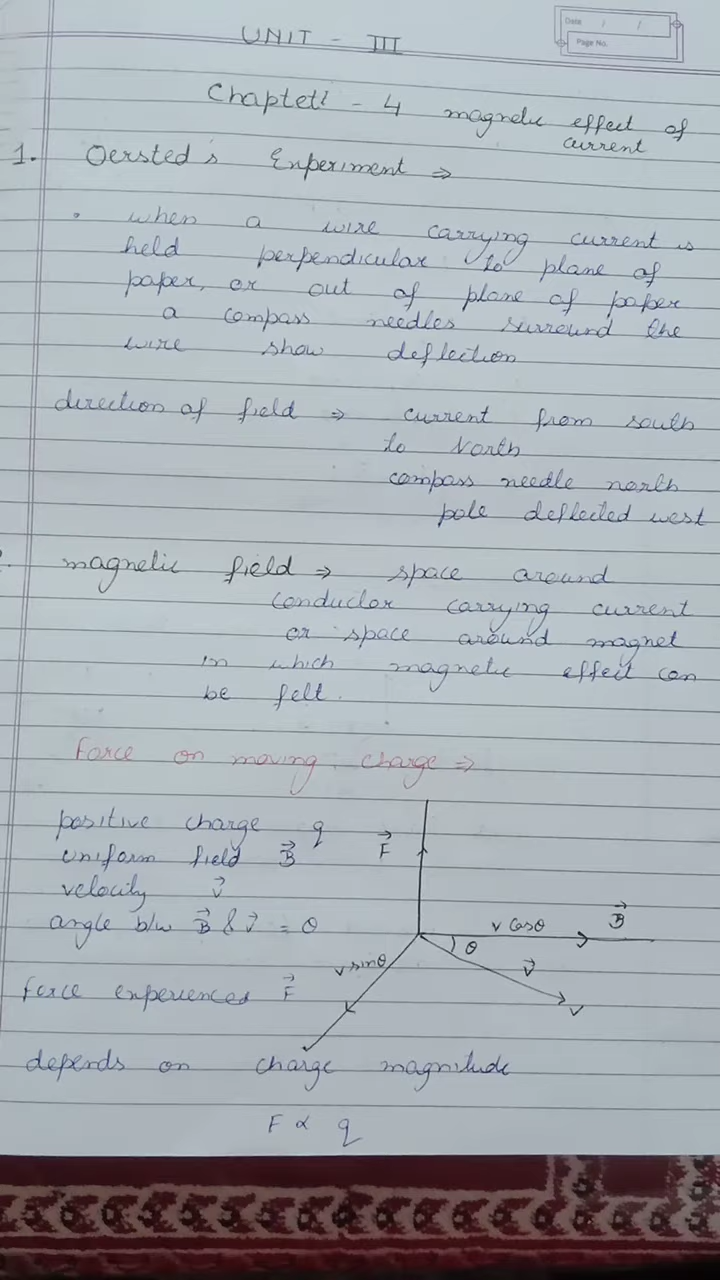 UNIT - III
Date / /
Page No.
Chapter - 4 magnetic effect of
current
1. Oersted's Experiment ⇒
• when a wire carrying current is
held perpendicular to plane of
paper, or out of plane of paper
a compass needles surround the
wire show deflection
direction of field ⇒ current from south
to North
compass needle north
pole deflected west
magnetic field ⇒ space around
conductor carrying current
or space around magnet
in which magnetic effect can
be felt.
Force on moving charge ⇒
positive charge q
uniform field B⃗
velocity v⃗
angle b/w B⃗ & v⃗ = θ
force experiences F⃗
F⃗
v cosθ
B⃗
θ
v⃗
v sinθ
v
depends on charge magnitude
F ∝ q